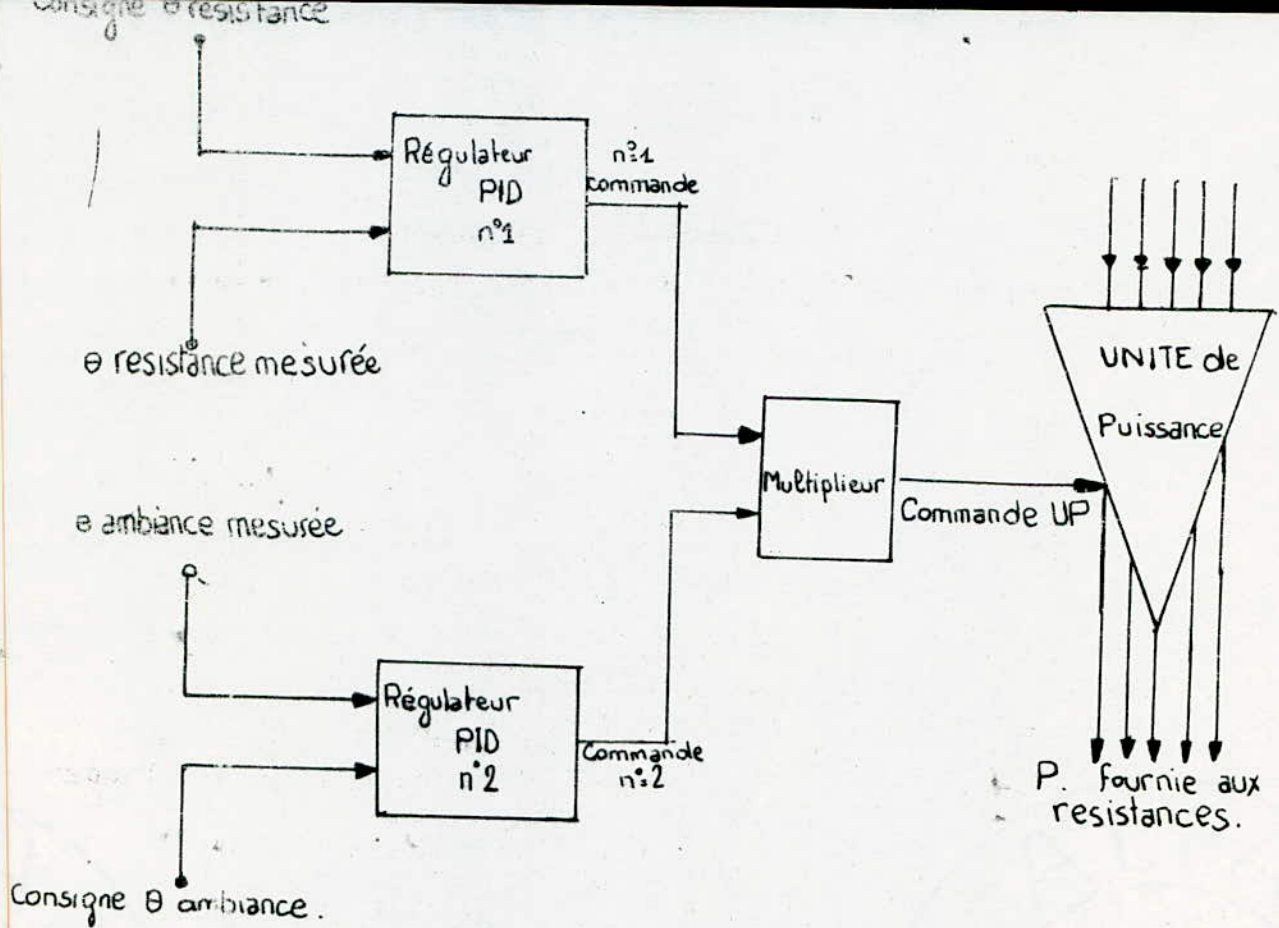 Consigne θ resistance
Régulateur
PID
n°1
n°1
commande
θ resistance mesurée
UNITE de
Puissance
Multiplieur
Commande UP
θ ambiance mesurée
Régulateur
PID
n°2
Commande
n°2
P. fournie aux
resistances.
Consigne θ ambiance.